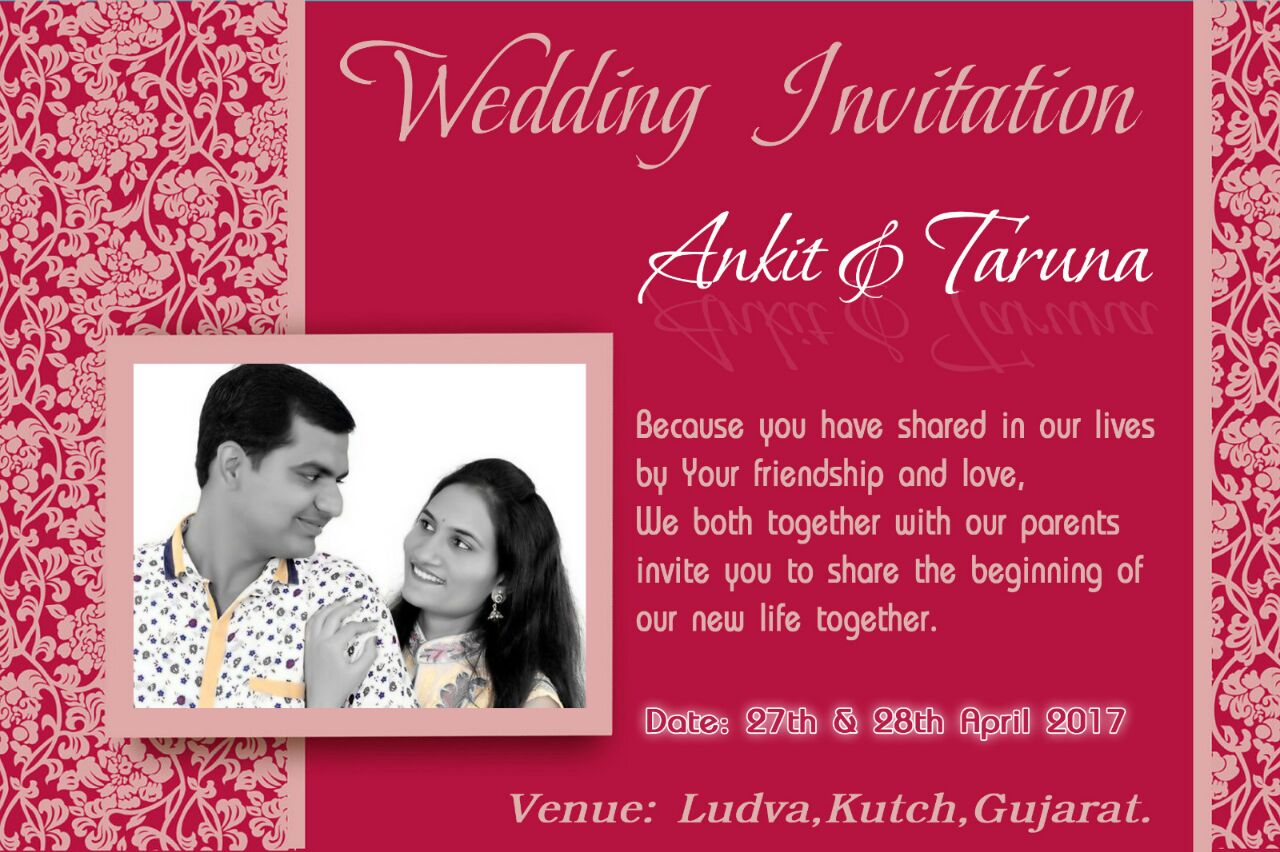 Wedding Invitation
Ankit & Taruna
Because you have shared in our lives
by Your friendship and love,
We both together with our parents
invite you to share the beginning of
our new life together.
Date: 27th & 28th April 2017
Venue: Ludva,Kutch,Gujarat.